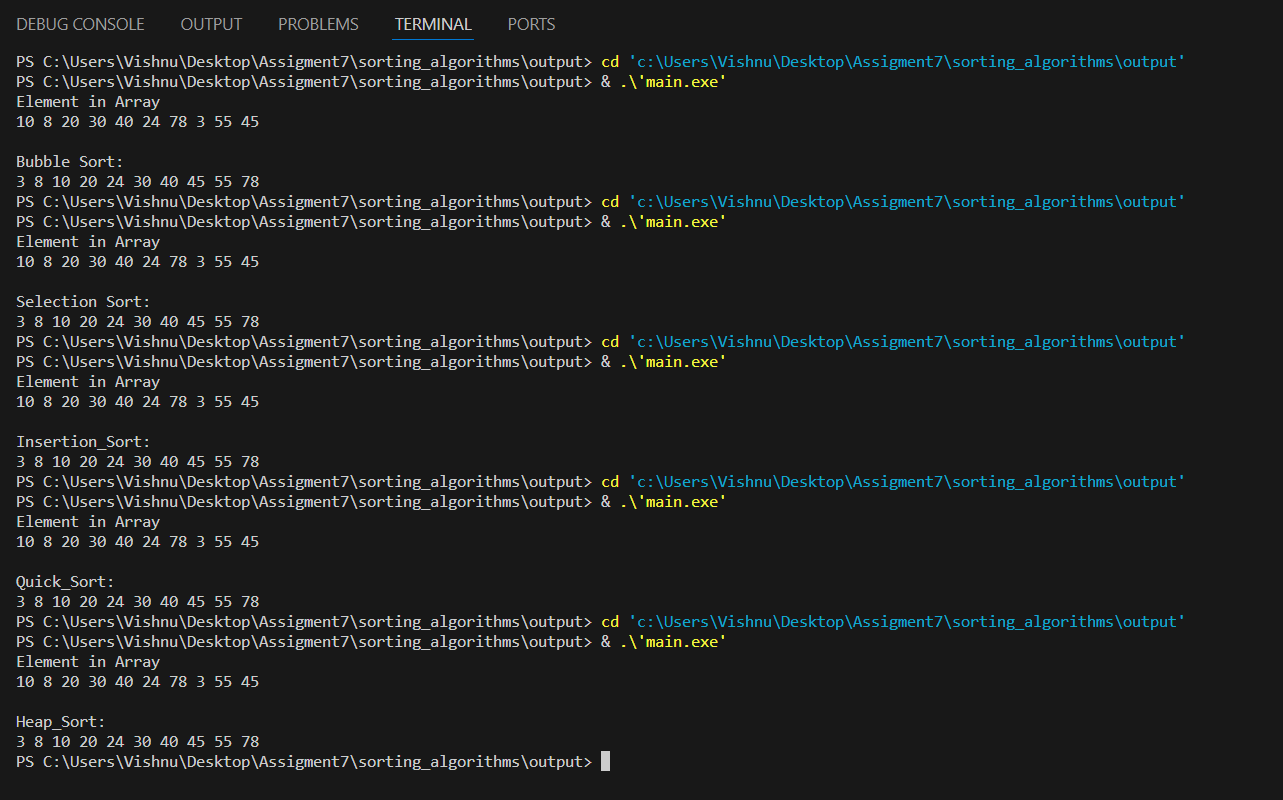 DEBUG CONSOLE OUTPUT PROBLEMS TERMINAL PORTS
PS C:\Users\Vishnu\Desktop\Assigment7\sorting_algorithms\output> cd 'c:\Users\Vishnu\Desktop\Assigment7\sorting_algorithms\output'
PS C:\Users\Vishnu\Desktop\Assigment7\sorting_algorithms\output> & .\'main.exe'
Element in Array
10 8 20 30 40 24 78 3 55 45

Bubble Sort:
3 8 10 20 24 30 40 45 55 78
PS C:\Users\Vishnu\Desktop\Assigment7\sorting_algorithms\output> cd 'c:\Users\Vishnu\Desktop\Assigment7\sorting_algorithms\output'
PS C:\Users\Vishnu\Desktop\Assigment7\sorting_algorithms\output> & .\'main.exe'
Element in Array
10 8 20 30 40 24 78 3 55 45

Selection Sort:
3 8 10 20 24 30 40 45 55 78
PS C:\Users\Vishnu\Desktop\Assigment7\sorting_algorithms\output> cd 'c:\Users\Vishnu\Desktop\Assigment7\sorting_algorithms\output'
PS C:\Users\Vishnu\Desktop\Assigment7\sorting_algorithms\output> & .\'main.exe'
Element in Array
10 8 20 30 40 24 78 3 55 45

Insertion_Sort:
3 8 10 20 24 30 40 45 55 78
PS C:\Users\Vishnu\Desktop\Assigment7\sorting_algorithms\output> cd 'c:\Users\Vishnu\Desktop\Assigment7\sorting_algorithms\output'
PS C:\Users\Vishnu\Desktop\Assigment7\sorting_algorithms\output> & .\'main.exe'
Element in Array
10 8 20 30 40 24 78 3 55 45

Quick_Sort:
3 8 10 20 24 30 40 45 55 78
PS C:\Users\Vishnu\Desktop\Assigment7\sorting_algorithms\output> cd 'c:\Users\Vishnu\Desktop\Assigment7\sorting_algorithms\output'
PS C:\Users\Vishnu\Desktop\Assigment7\sorting_algorithms\output> & .\'main.exe'
Element in Array
10 8 20 30 40 24 78 3 55 45

Heap_Sort:
3 8 10 20 24 30 40 45 55 78
PS C:\Users\Vishnu\Desktop\Assigment7\sorting_algorithms\output>